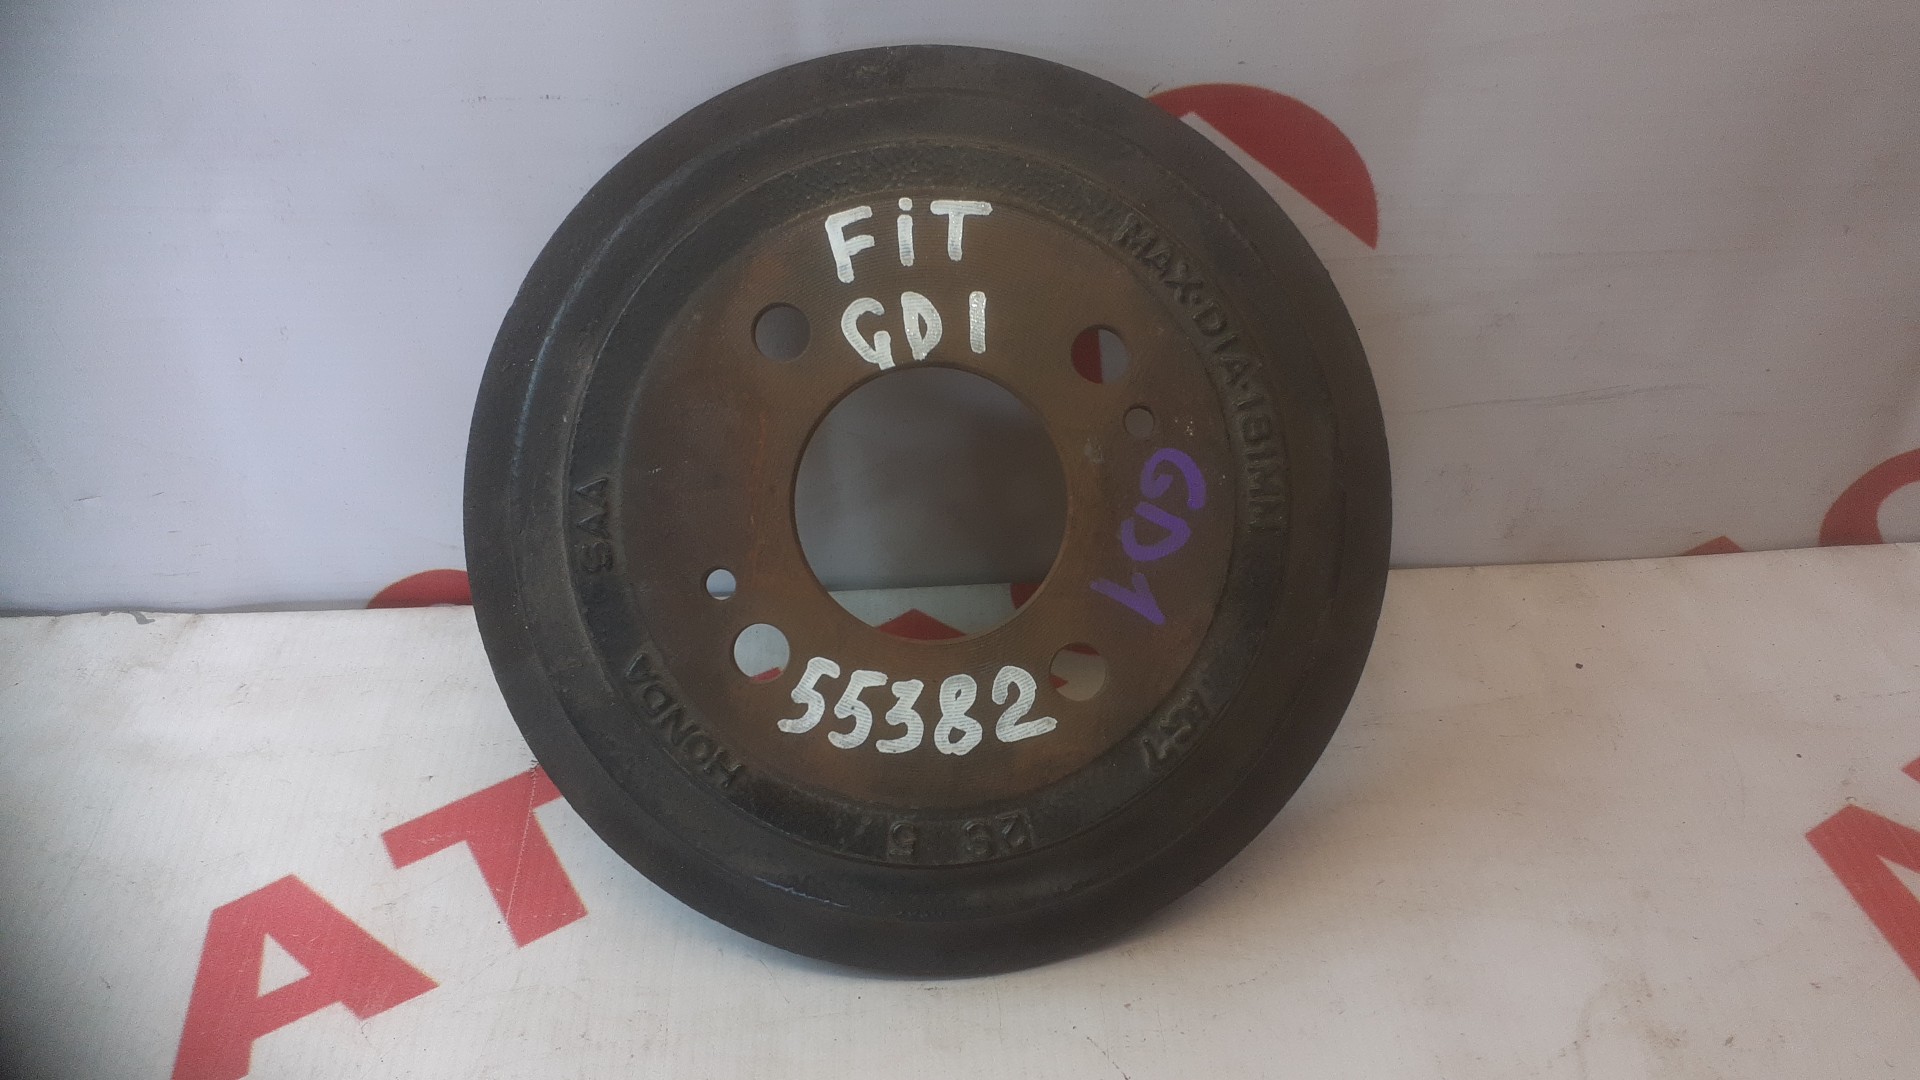 FiT
GD1
MAX·DIA·181MM
GD1
SAA
HONDA
55382